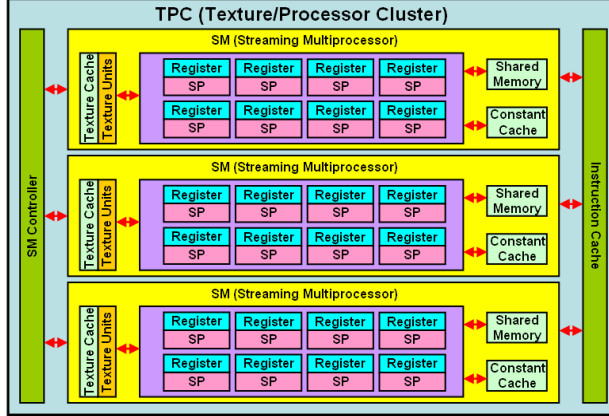 TPC (Texture/Processor Cluster)
SM Controller
SM (Streaming Multiprocessor)
Texture Cache
Texture Units
Register Register Register Register
SP SP SP SP
Register Register Register Register
SP SP SP SP
Shared
Memory
Constant
Cache
SM (Streaming Multiprocessor)
Texture Cache
Texture Units
Register Register Register Register
SP SP SP SP
Register Register Register Register
SP SP SP SP
Shared
Memory
Constant
Cache
SM (Streaming Multiprocessor)
Texture Cache
Texture Units
Register Register Register Register
SP SP SP SP
Register Register Register Register
SP SP SP SP
Shared
Memory
Constant
Cache
Instruction Cache